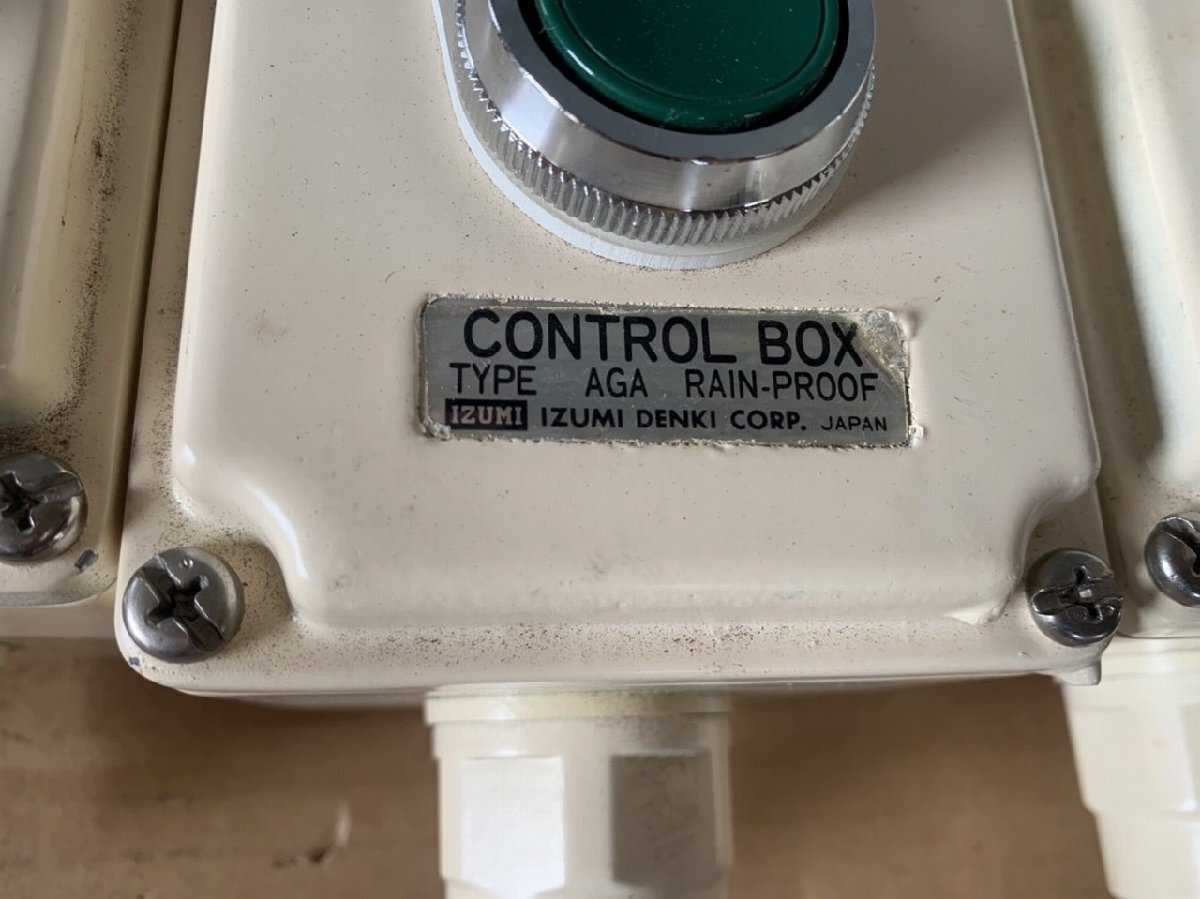 CONTROL BOX
TYPE AGA RAIN-PROOF
IZUMI IZUMI DENKI CORP. JAPAN